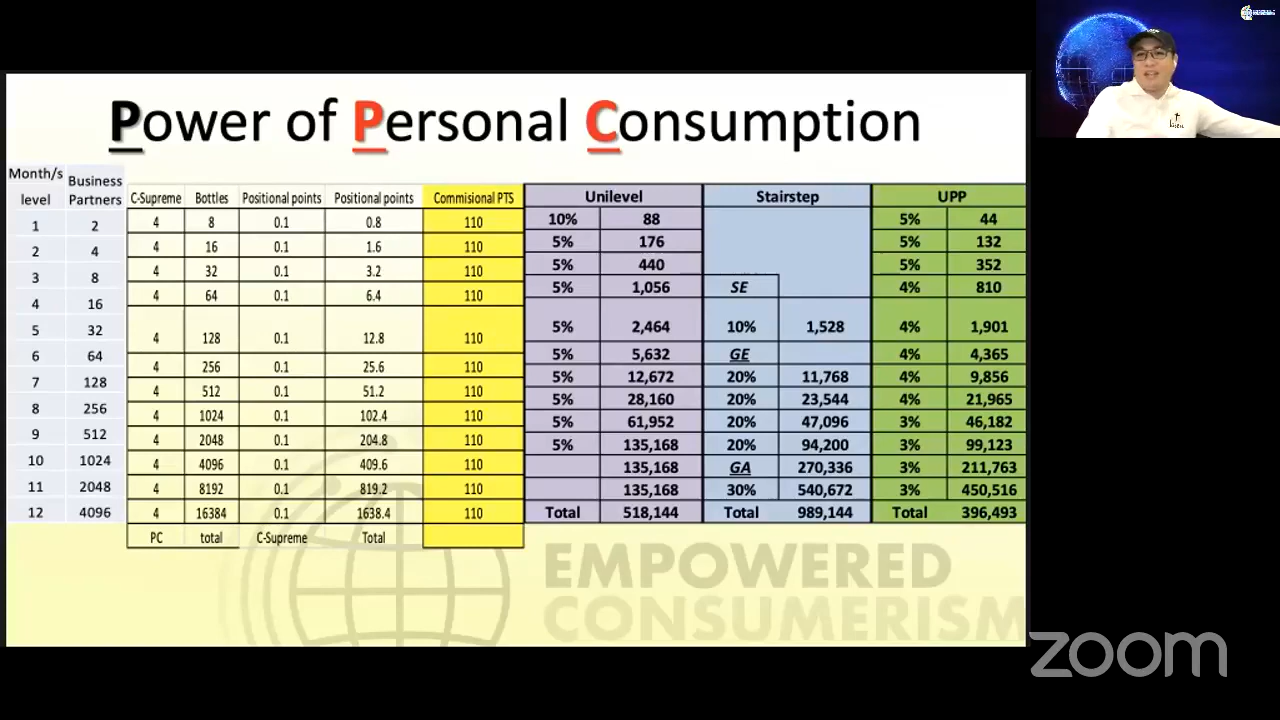 Power of Personal Consumption
Month/s level Business Partners C-Supreme Bottles Positional points Positional points Commisional PTS Unilevel Stairstep UPP
1 2 4 8 0.1 0.8 110 10% 88 5% 44
2 4 4 16 0.1 1.6 110 5% 176 5% 132
3 8 4 32 0.1 3.2 110 5% 440 5% 352
4 16 4 64 0.1 6.4 110 5% 1,056 SE 4% 810
5 32 4 128 0.1 12.8 110 5% 2,464 10% 1,528 4% 1,901
6 64 4 256 0.1 25.6 110 5% 5,632 GE 4% 4,365
7 128 4 512 0.1 51.2 110 5% 12,672 20% 11,768 4% 9,856
8 256 4 1024 0.1 102.4 110 5% 28,160 20% 23,544 4% 21,965
9 512 4 2048 0.1 204.8 110 5% 61,952 20% 47,096 3% 46,182
10 1024 4 4096 0.1 409.6 110 5% 135,168 20% 94,200 3% 99,123
11 2048 4 8192 0.1 819.2 110 135,168 GA 270,336 3% 211,763
12 4096 4 16384 0.1 1638.4 110 135,168 30% 540,672 3% 450,516
Total 518,144 Total 989,144 Total 396,493
PC total C-Supreme Total
EMPOWERED
CONSUMERISM
zoom